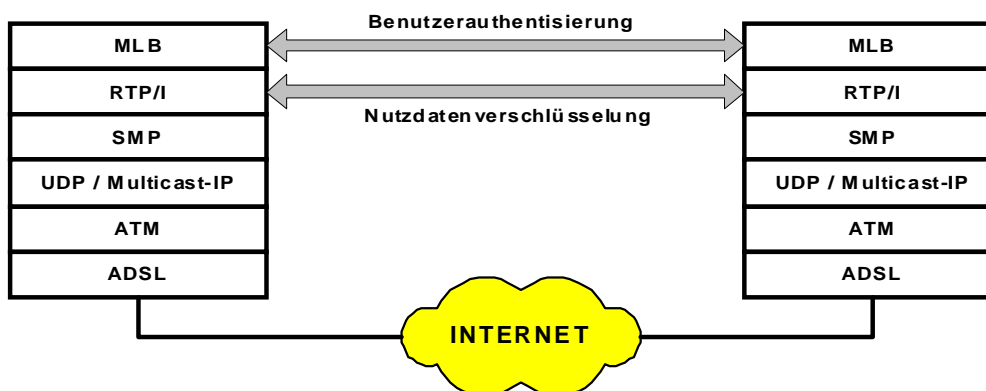 Benutzerauthentisierung
MLB
MLB
RTP/I
RTP/I
Nutzdatenverschlüsselung
SMP
SMP
UDP / Multicast-IP
UDP / Multicast-IP
ATM
ATM
ADSL
ADSL
INTERNET